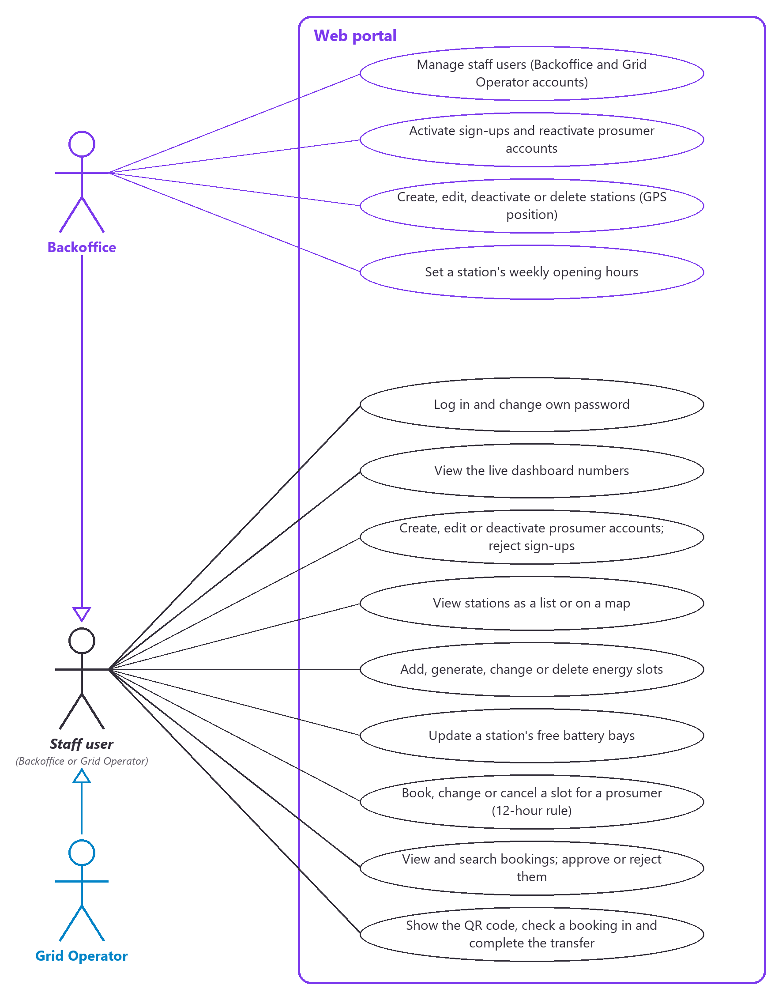 Web portal
Manage staff users (Backoffice and Grid
Operator accounts)
Activate sign-ups and reactivate prosumer
accounts
Create, edit, deactivate or delete stations (GPS
position)
Backoffice
Set a station's weekly opening hours
Log in and change own password
View the live dashboard numbers
Create, edit or deactivate prosumer accounts;
reject sign-ups
View stations as a list or on a map
Add, generate, change or delete energy slots
Update a station's free battery bays
Staff user
(Backoffice or Grid Operator)
Book, change or cancel a slot for a prosumer
(12-hour rule)
View and search bookings; approve or reject
them
Show the QR code, check a booking in and
complete the transfer
Grid Operator